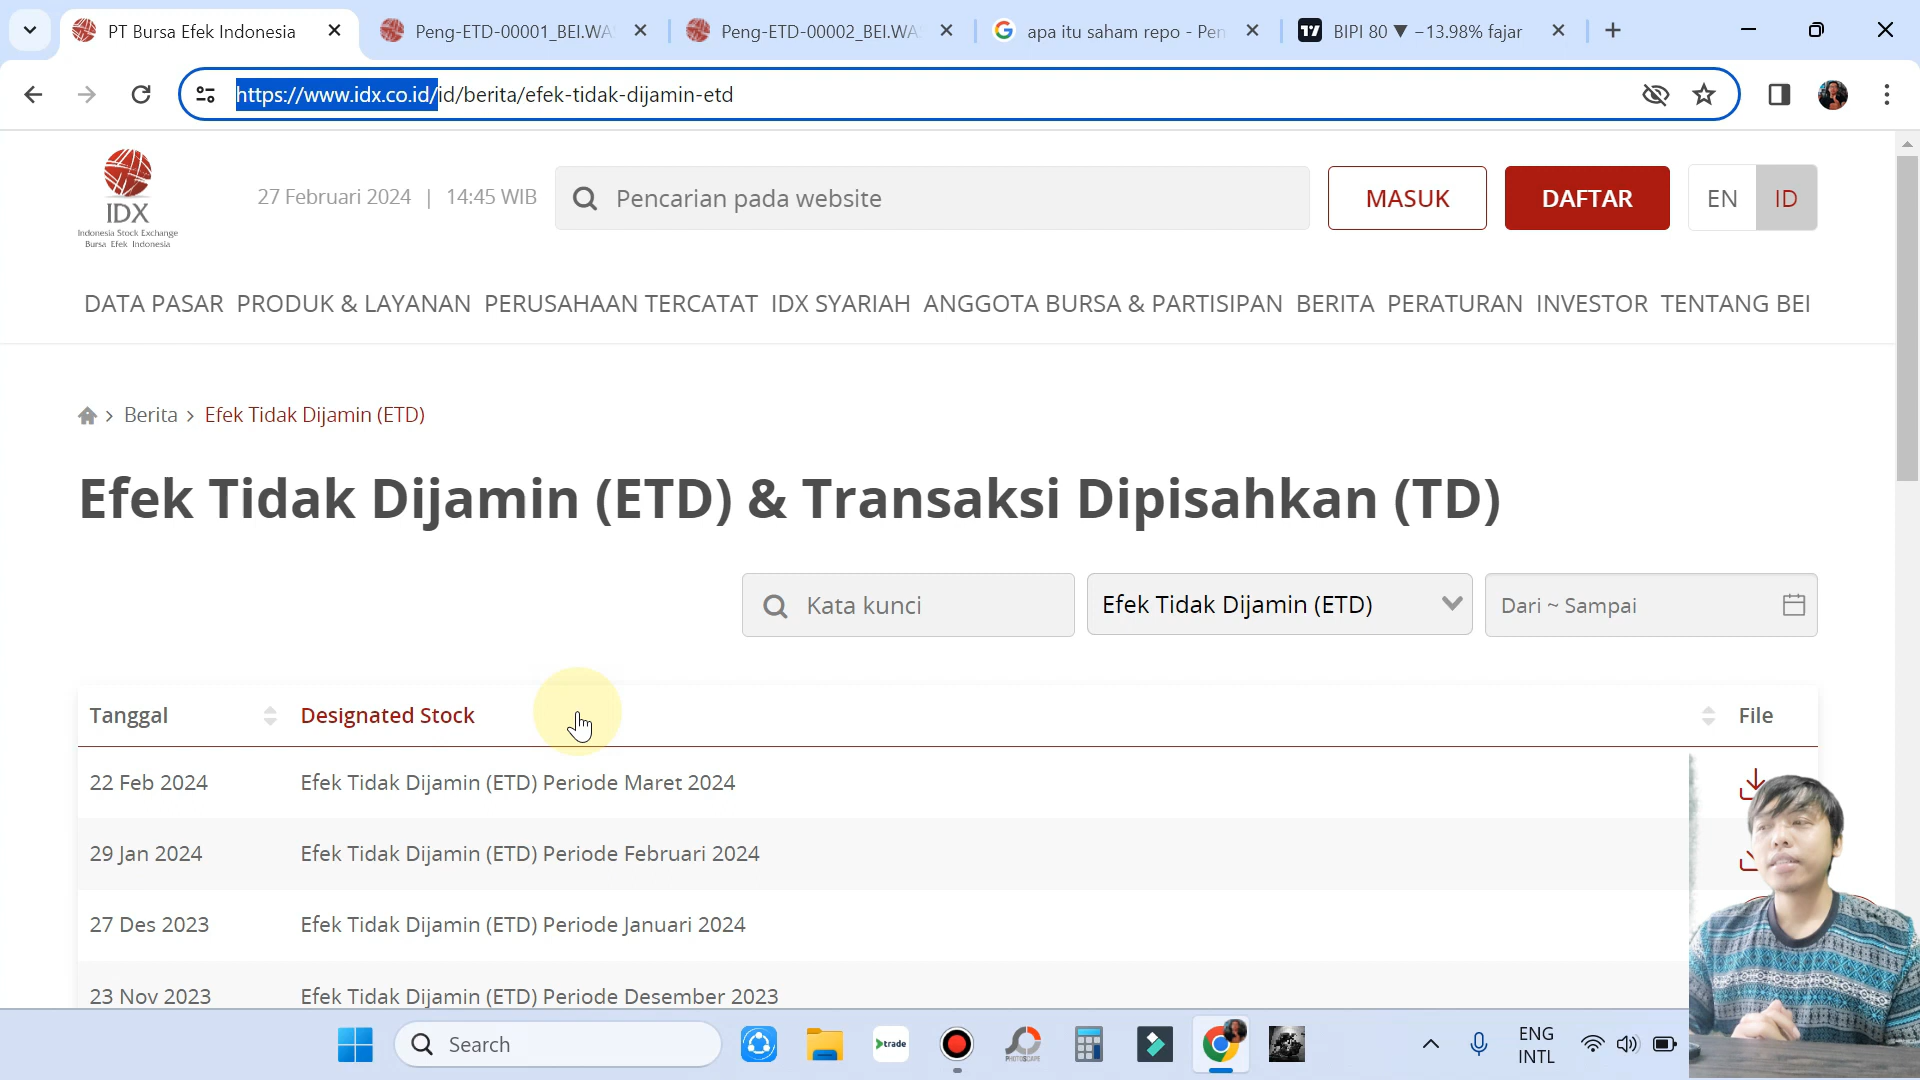 PT Bursa Efek Indonesia
Peng-ETD-00001_BEI.WA
Peng-ETD-00002_BEI.WA
apa itu saham repo - Pen
BIPI 80 ▼ −13.98% fajar
https://www.idx.co.id/id/berita/efek-tidak-dijamin-etd
IDX
Indonesia Stock Exchange
Bursa Efek Indonesia
27 Februari 2024 | 14:45 WIB
Pencarian pada website
MASUK
DAFTAR
EN
ID
DATA PASAR PRODUK & LAYANAN PERUSAHAAN TERCATAT IDX SYARIAH ANGGOTA BURSA & PARTISIPAN BERITA PERATURAN INVESTOR TENTANG BEI
> Berita > Efek Tidak Dijamin (ETD)
Efek Tidak Dijamin (ETD) & Transaksi Dipisahkan (TD)
Kata kunci
Efek Tidak Dijamin (ETD)
Dari ~ Sampai
Tanggal Designated Stock File
22 Feb 2024 Efek Tidak Dijamin (ETD) Periode Maret 2024
29 Jan 2024 Efek Tidak Dijamin (ETD) Periode Februari 2024
27 Des 2023 Efek Tidak Dijamin (ETD) Periode Januari 2024
23 Nov 2023 Efek Tidak Dijamin (ETD) Periode Desember 2023
Search
trade
PHOTOSCAPE
ENG
INTL